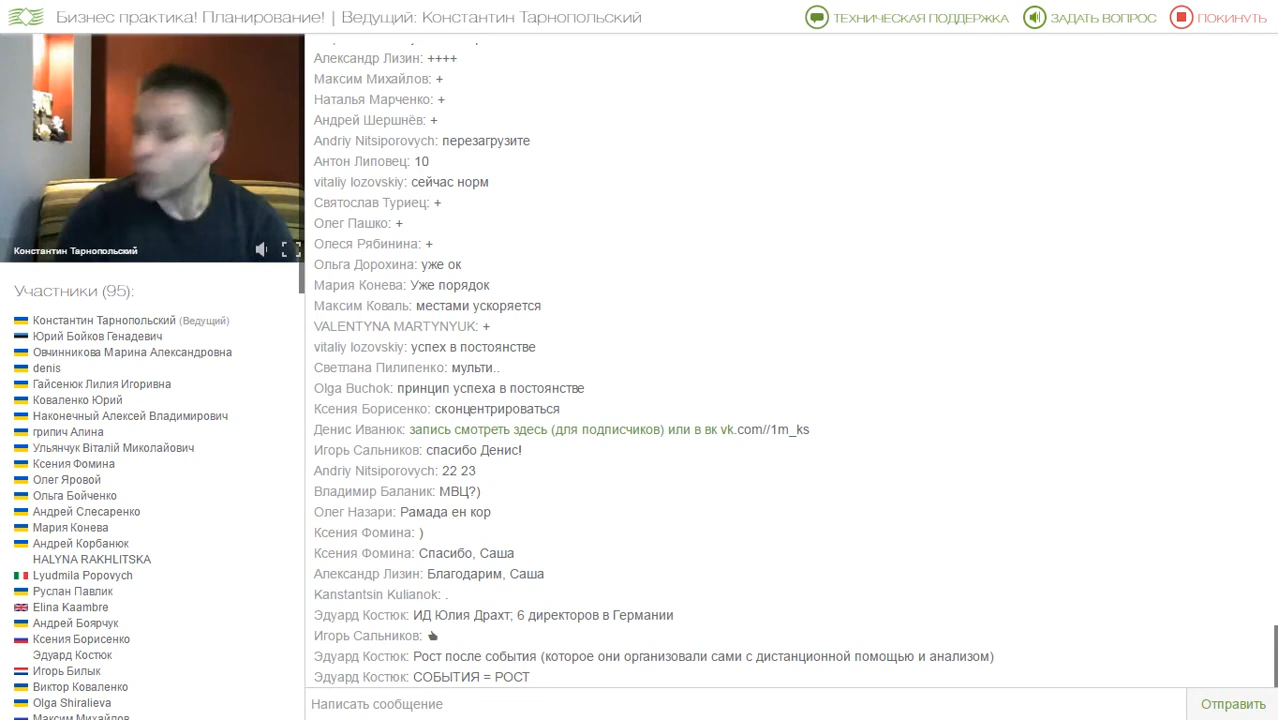 Бизнес практика! Планирование! | Ведущий: Константин Тарнопольский
ТЕХНИЧЕСКАЯ ПОДДЕРЖКА
ЗАДАТЬ ВОПРОС
ПОКИНУТЬ
Константин Тарнопольский
Участники (95):
Константин Тарнопольский (Ведущий)
Юрий Бойков Генадевич
Овчинникова Марина Александровна
denis
Гайсенюк Лилия Игоривна
Коваленко Юрий
Наконечный Алексей Владимирович
грипич Алина
Ульянчук Віталій Миколайович
Ксения Фомина
Олег Яровой
Ольга Бойченко
Андрей Слесаренко
Мария Конева
Андрей Корбанюк
HALYNA RAKHLITSKA
Lyudmila Popovych
Руслан Павлик
Elina Kaambre
Андрей Боярчук
Ксения Борисенко
Эдуард Костюк
Игорь Билык
Виктор Коваленко
Olga Shiralieva
Максим Михайлов
Александр Лизин: ++++
Максим Михайлов: +
Наталья Марченко: +
Андрей Шершнёв: +
Andriy Nitsiporovych: перезагрузите
Антон Липовец: 10
vitaliy lozovskiy: сейчас норм
Святослав Туриец: +
Олег Пашко: +
Олеся Рябинина: +
Ольга Дорохина: уже ок
Мария Конева: Уже порядок
Максим Коваль: местами ускоряется
VALENTYNA MARTYNYUK: +
vitaliy lozovskiy: успех в постоянстве
Светлана Пилипенко: мульти..
Olga Buchok: принцип успеха в постоянстве
Ксения Борисенко: сконцентрироваться
Денис Иванюк: запись смотреть здесь (для подписчиков) или в вк vk.com//1m_ks
Игорь Сальников: спасибо Денис!
Andriy Nitsiporovych: 22 23
Владимир Баланик: МВЦ?)
Олег Назари: Рамада ен кор
Ксения Фомина: )
Ксения Фомина: Спасибо, Саша
Александр Лизин: Благодарим, Саша
Kanstantsin Kulianok: .
Эдуард Костюк: ИД Юлия Драхт; 6 директоров в Германии
Игорь Сальников:
Эдуард Костюк: Рост после события (которое они организовали сами с дистанционной помощью и анализом)
Эдуард Костюк: СОБЫТИЯ = РОСТ
Написать сообщение
Отправить